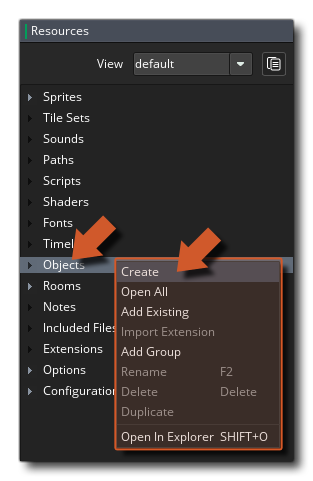 Resources
View default
Sprites
Tile Sets
Sounds
Paths
Scripts
Shaders
Fonts
Timel
Objects
Rooms
Notes
Included Files
Extensions
Options
Configuration
Create
Open All
Add Existing
Import Extension
Add Group
Rename F2
Delete Delete
Duplicate
Open In Explorer SHIFT+O